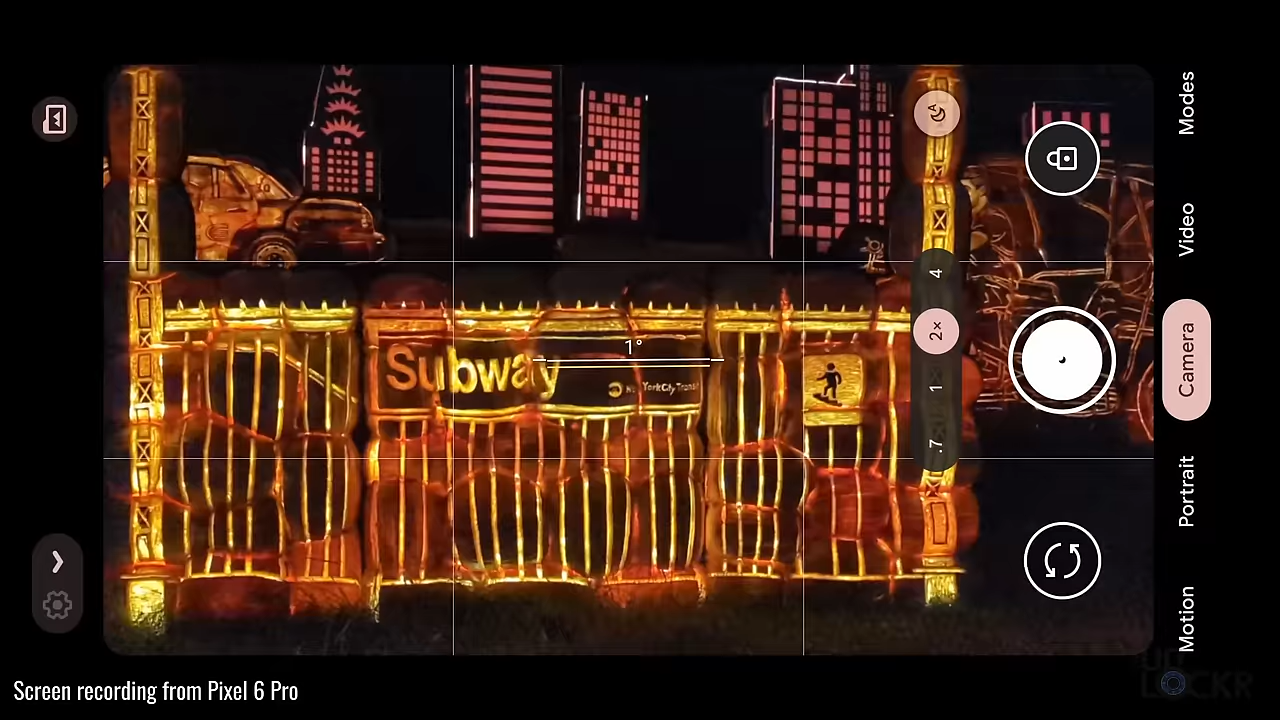 Modes
Video
Camera
Portrait
Motion
4
2×
1
.7
1°
Subway
York City Transit
Screen recording from Pixel 6 Pro
UNLOCKR